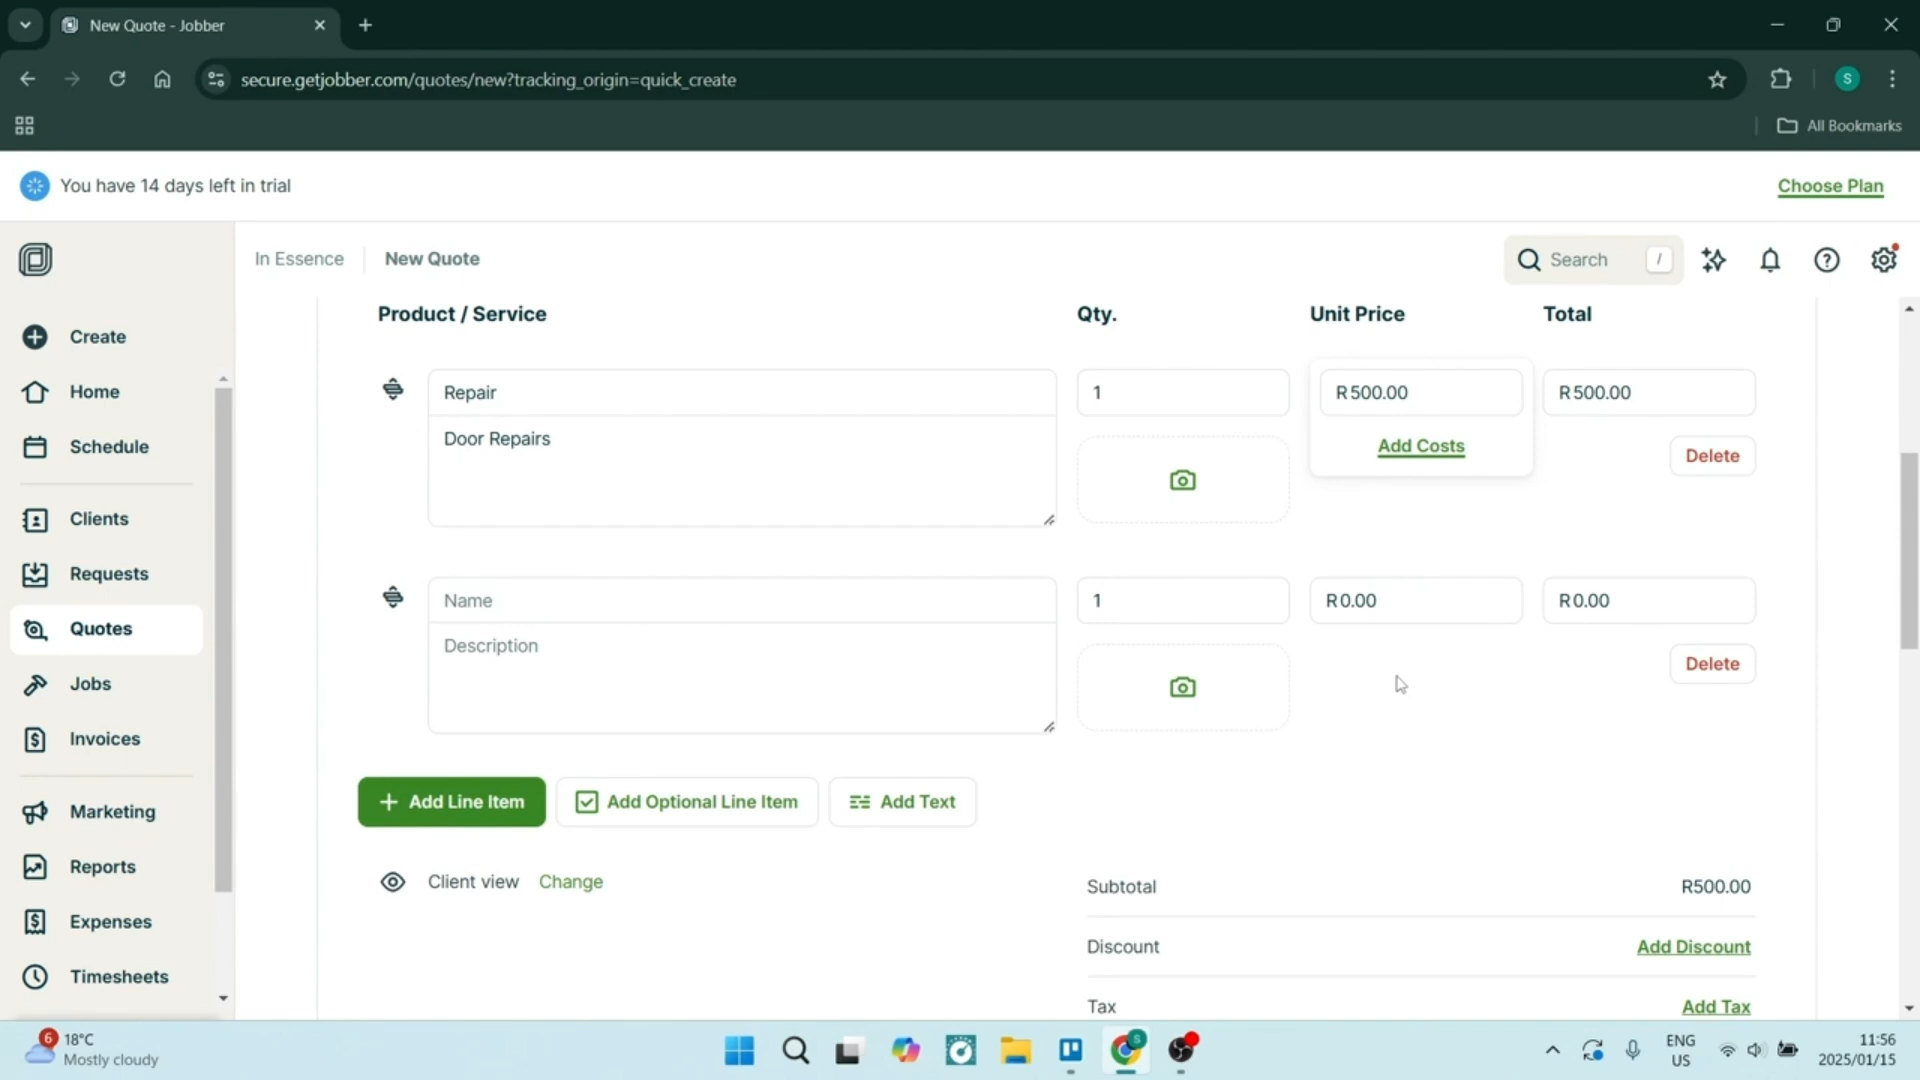 New Quote - Jobber
secure.getjobber.com/quotes/new?tracking_origin=quick_create
S
All Bookmarks
You have 14 days left in trial
Choose Plan
In Essence
New Quote
Search /
Create
Home
Schedule
Clients
Requests
Quotes
Jobs
Invoices
Marketing
Reports
Expenses
Timesheets
Product / Service
Qty.
Unit Price
Total
Repair
1
R500.00
R500.00
Door Repairs
Add Costs
Delete
Name
1
R0.00
R0.00
Description
Delete
Add Line Item
Add Optional Line Item
Add Text
Client view Change
Subtotal
R500.00
Discount
Add Discount
Tax
Add Tax
6
18°C
Mostly cloudy
S
ENG
US
11:56
2025/01/15